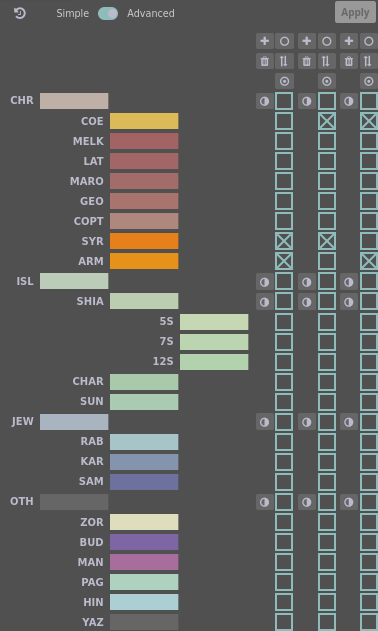 Simple Advanced Apply
CHR
COE
MELK
LAT
MARO
GEO
COPT
SYR
ARM
ISL
SHIA
5S
7S
12S
CHAR
SUN
JEW
RAB
KAR
SAM
OTH
ZOR
BUD
MAN
PAG
HIN
YAZ